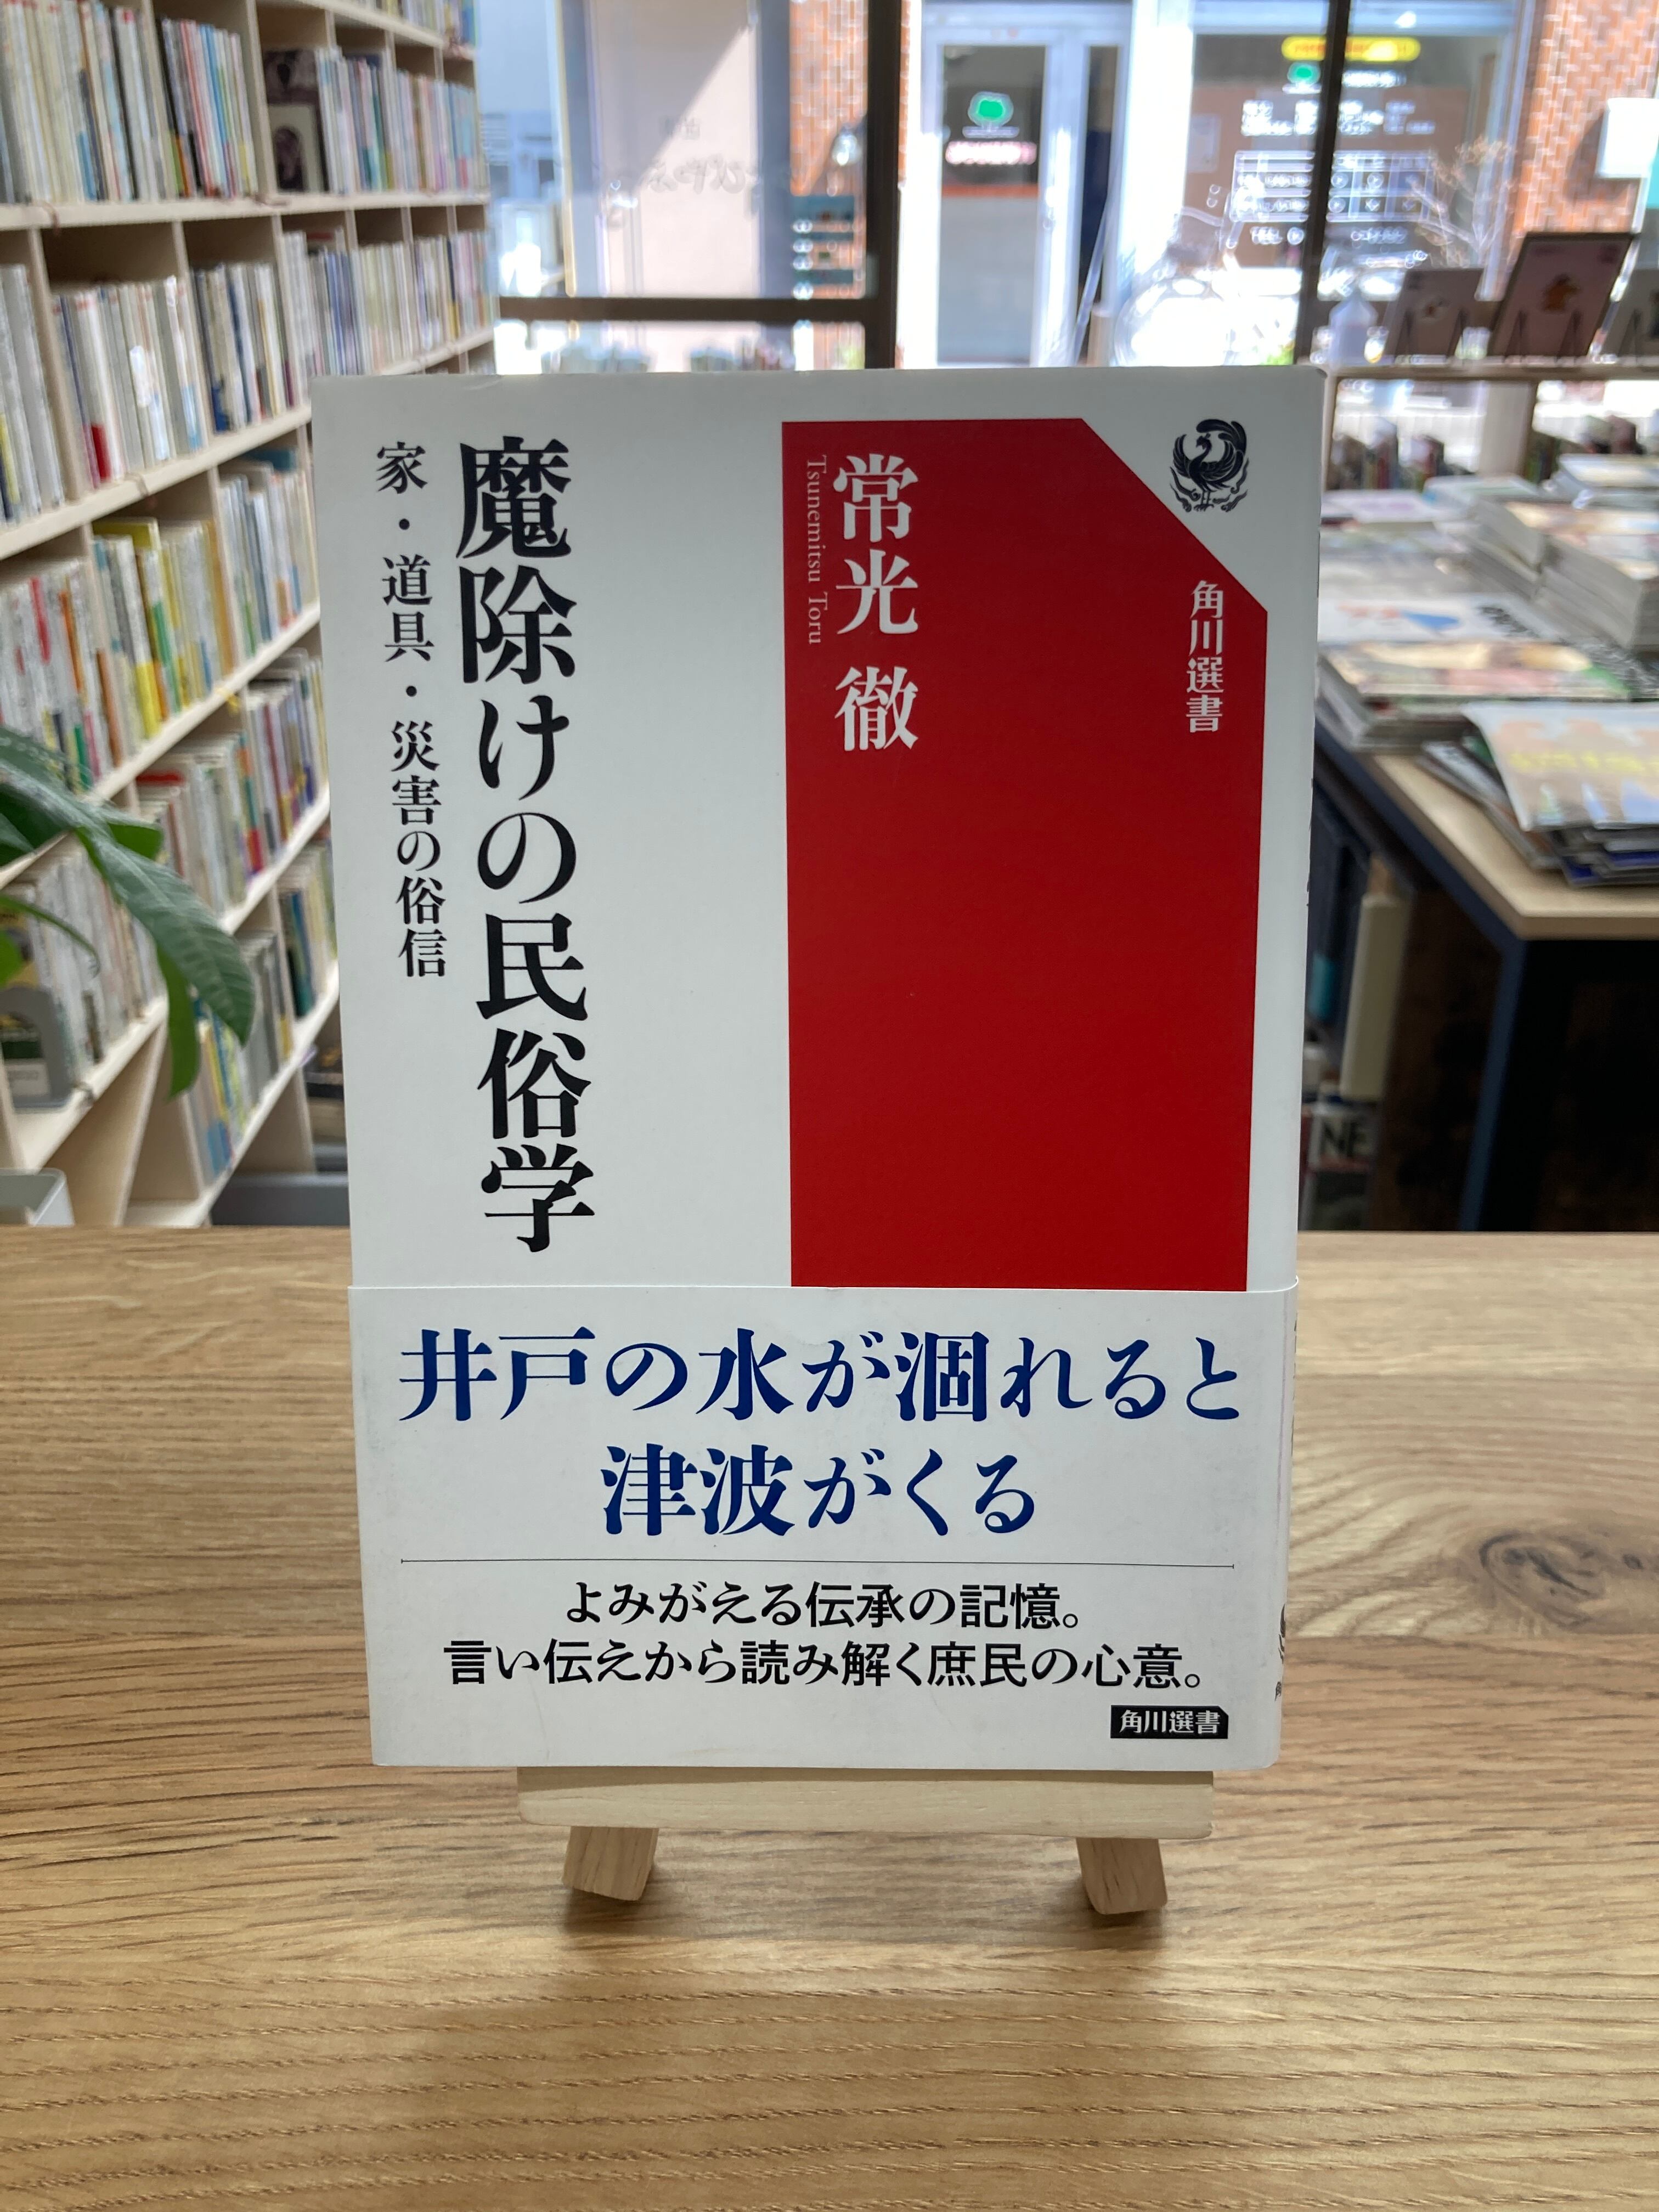 角川選書
常光 徹
Tsunemitsu Toru
魔除けの民俗学
家・道具・災害の俗信
井戸の水が涸れると
津波がくる
よみがえる伝承の記憶。
言い伝えから読み解く庶民の心意。
角川選書
NE